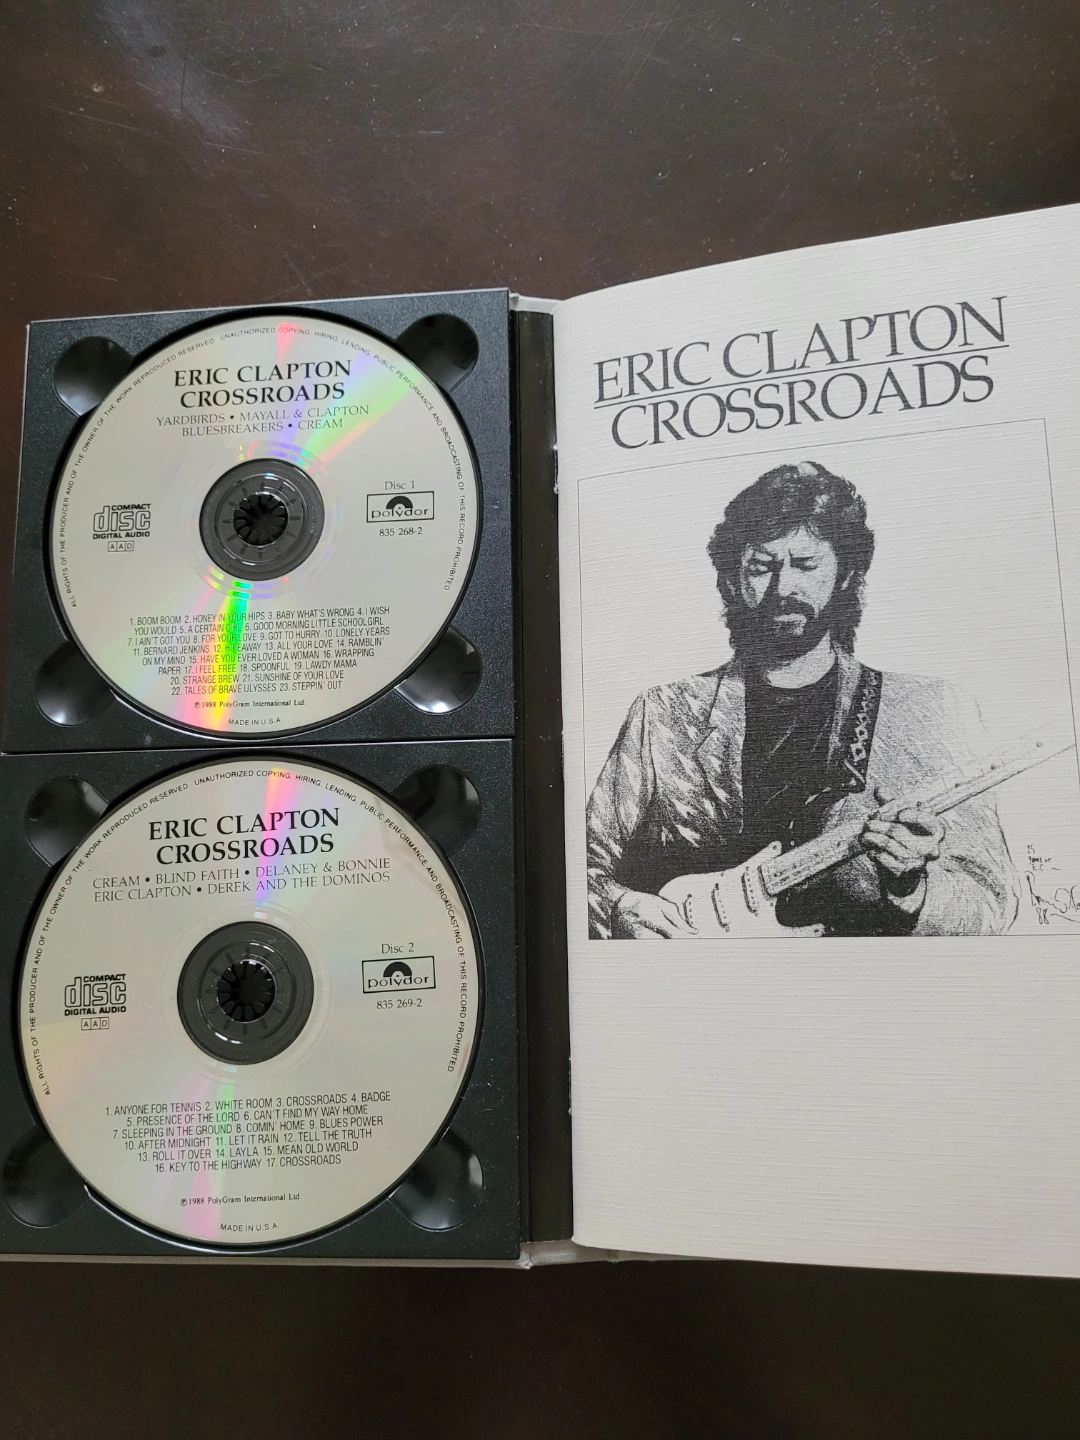 ALL RIGHTS OF THE PRODUCER AND OF THE OWNER OF THE WORK REPRODUCED RESERVED UNAUTHORIZED COPYING, HIRING, LENDING, PUBLIC PERFORMANCE AND BROADCASTING OF THIS RECORD PROHIBITED
ERIC CLAPTON
CROSSROADS
YARDBIRDS • MAYALL & CLAPTON
BLUESBREAKERS • CREAM
COMPACT
disc
DIGITAL AUDIO
AAD
Disc 1
polydor
835 268-2
1. BOOM BOOM 2. HONEY IN YOUR HIPS 3. BABY WHAT'S WRONG 4. I WISH
YOU WOULD 5. A CERTAIN GIRL 6. GOOD MORNING LITTLE SCHOOLGIRL
7. I AIN'T GOT YOU 8. FOR YOUR LOVE 9. GOT TO HURRY 10. LONELY YEARS
11. BERNARD JENKINS 12. HIDEAWAY 13. ALL YOUR LOVE 14. RAMBLIN'
ON MY MIND 15. HAVE YOU EVER LOVED A WOMAN 16. WRAPPING
PAPER 17. I FEEL FREE 18. SPOONFUL 19. LAWDY MAMA
20. STRANGE BREW 21. SUNSHINE OF YOUR LOVE
22. TALES OF BRAVE ULYSSES 23. STEPPIN' OUT
℗ 1988 PolyGram International Ltd.
MADE IN U.S.A.
ALL RIGHTS OF THE PRODUCER AND OF THE OWNER OF THE WORK REPRODUCED RESERVED UNAUTHORIZED COPYING, HIRING, LENDING, PUBLIC PERFORMANCE AND BROADCASTING OF THIS RECORD PROHIBITED
ERIC CLAPTON
CROSSROADS
CREAM • BLIND FAITH • DELANEY & BONNIE
ERIC CLAPTON • DEREK AND THE DOMINOS
COMPACT
disc
DIGITAL AUDIO
AAD
Disc 2
polydor
835 269-2
1. ANYONE FOR TENNIS 2. WHITE ROOM 3. CROSSROADS 4. BADGE
5. PRESENCE OF THE LORD 6. CAN'T FIND MY WAY HOME
7. SLEEPING IN THE GROUND 8. COMIN' HOME 9. BLUES POWER
10. AFTER MIDNIGHT 11. LET IT RAIN 12. TELL THE TRUTH
13. ROLL IT OVER 14. LAYLA 15. MEAN OLD WORLD
16. KEY TO THE HIGHWAY 17. CROSSROADS
℗ 1988 PolyGram International Ltd.
MADE IN U.S.A.
ERIC CLAPTON
CROSSROADS